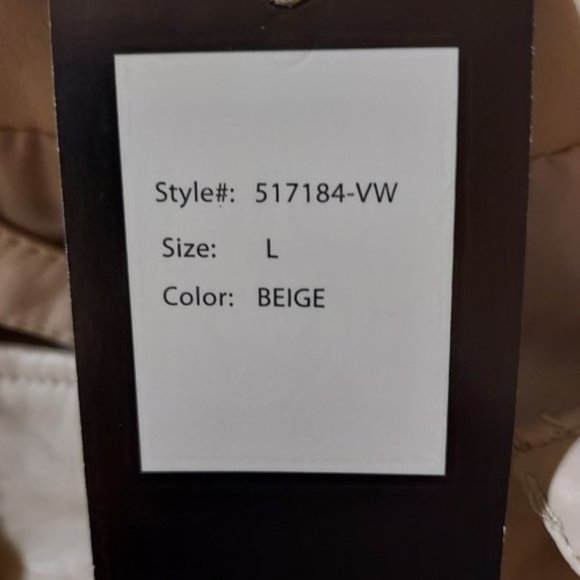 Style#: 517184-VW
Size: L
Color: BEIGE